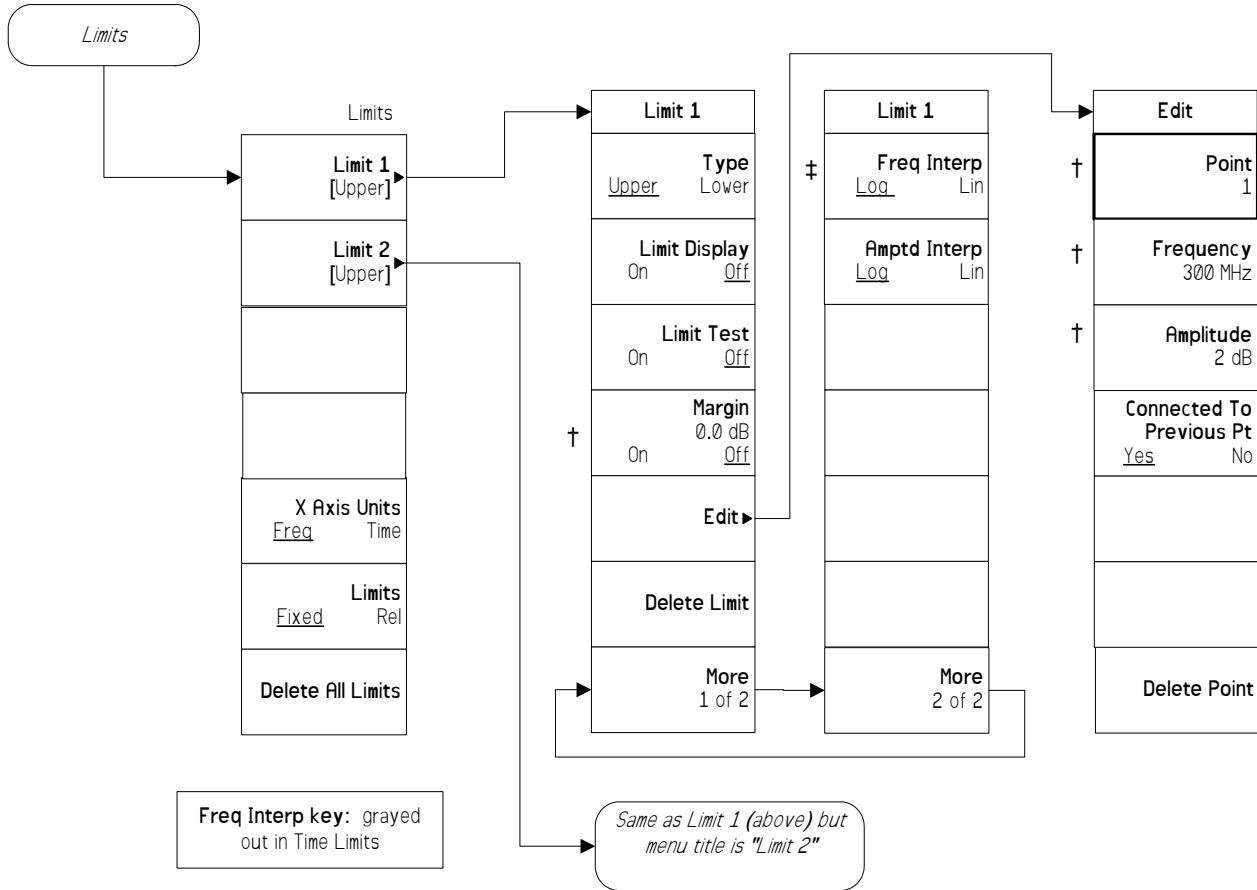 Limits
Limits
Limit 1
[Upper]
Limit 2
[Upper]
X Axis Units
Freq Time
Limits
Fixed Rel
Delete All Limits
Freq Interp key: grayed
out in Time Limits
Limit 1
Type
Upper Lower
Limit Display
On Off
Limit Test
On Off
†
Margin
0.0 dB
On Off
Edit
Delete Limit
More
1 of 2
Limit 1
‡
Freq Interp
Log Lin
Amptd Interp
Log Lin
More
2 of 2
Same as Limit 1 (above) but
menu title is "Limit 2"
Edit
†
Point
1
†
Frequency
300 MHz
†
Amplitude
2 dB
Connected To
Previous Pt
Yes No
Delete Point